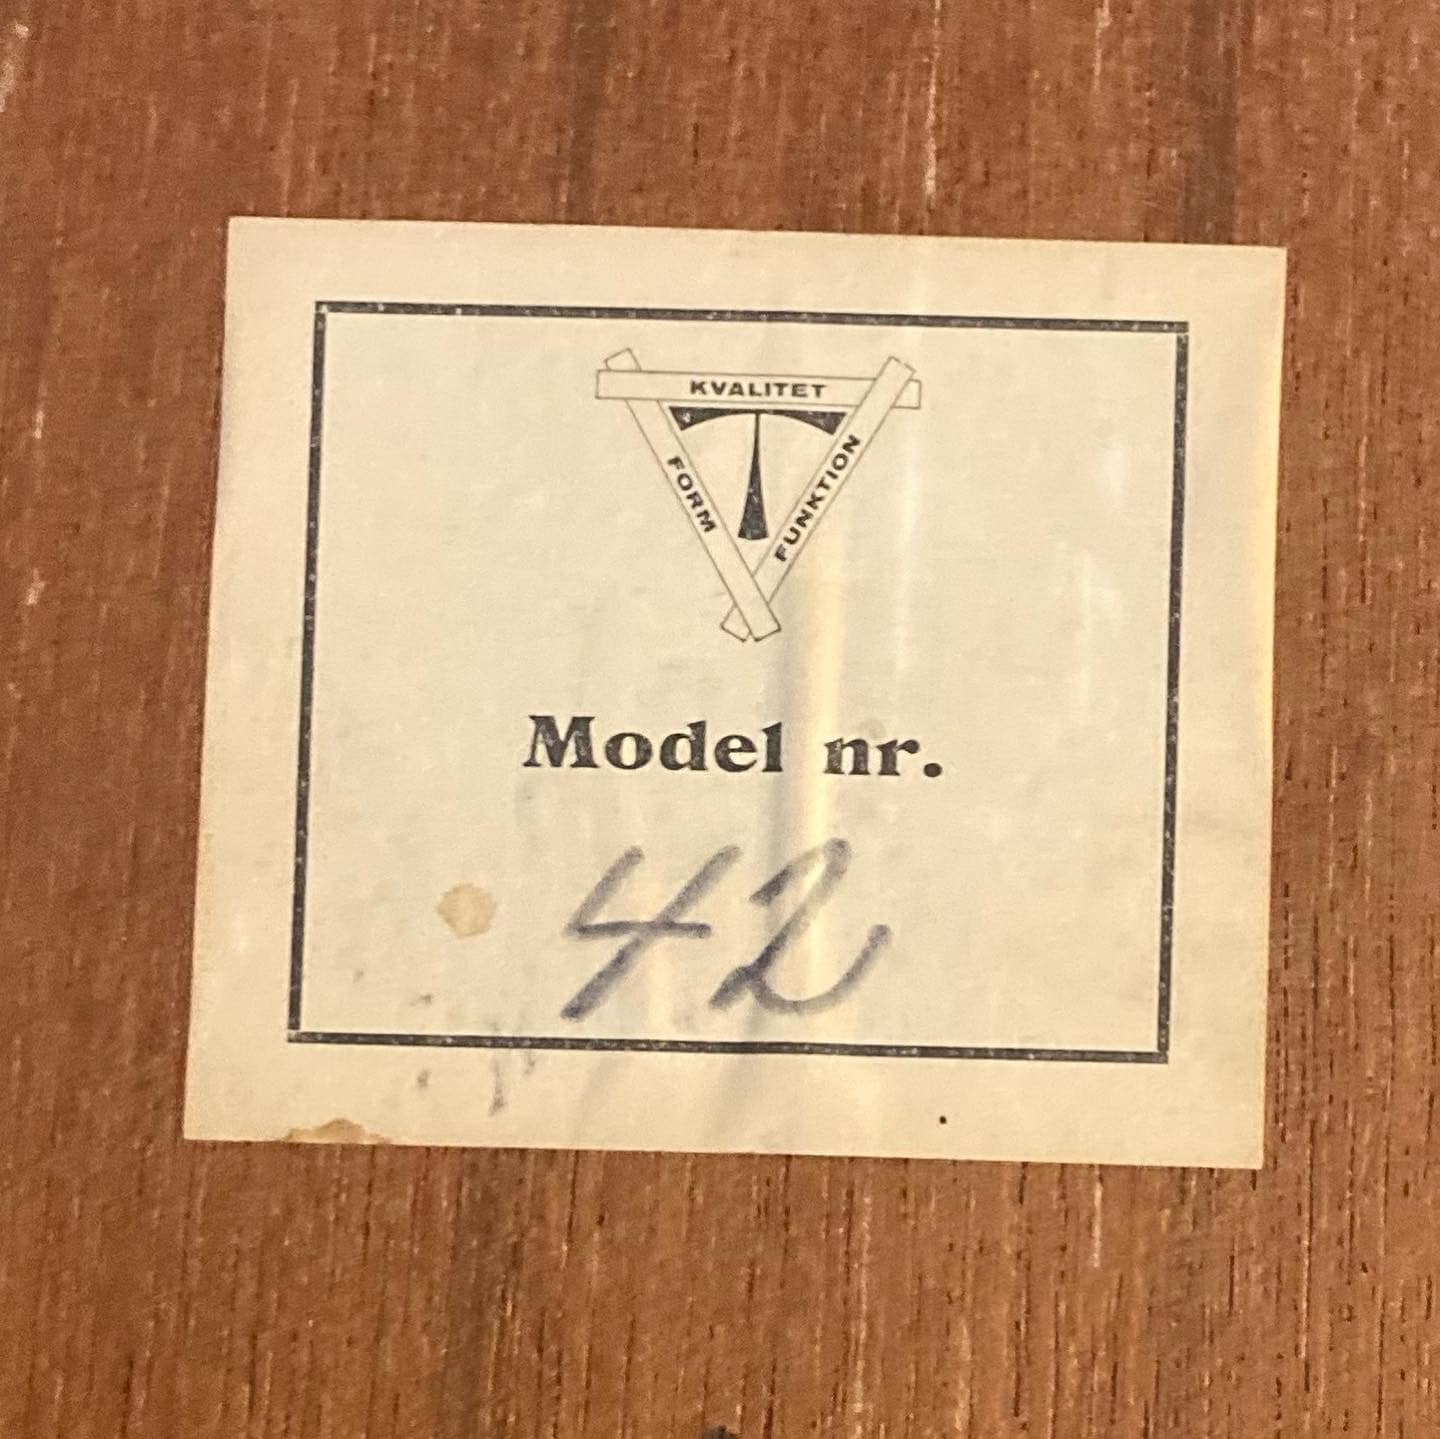 KVALITET
FORM
FUNKTION
Model nr.
42